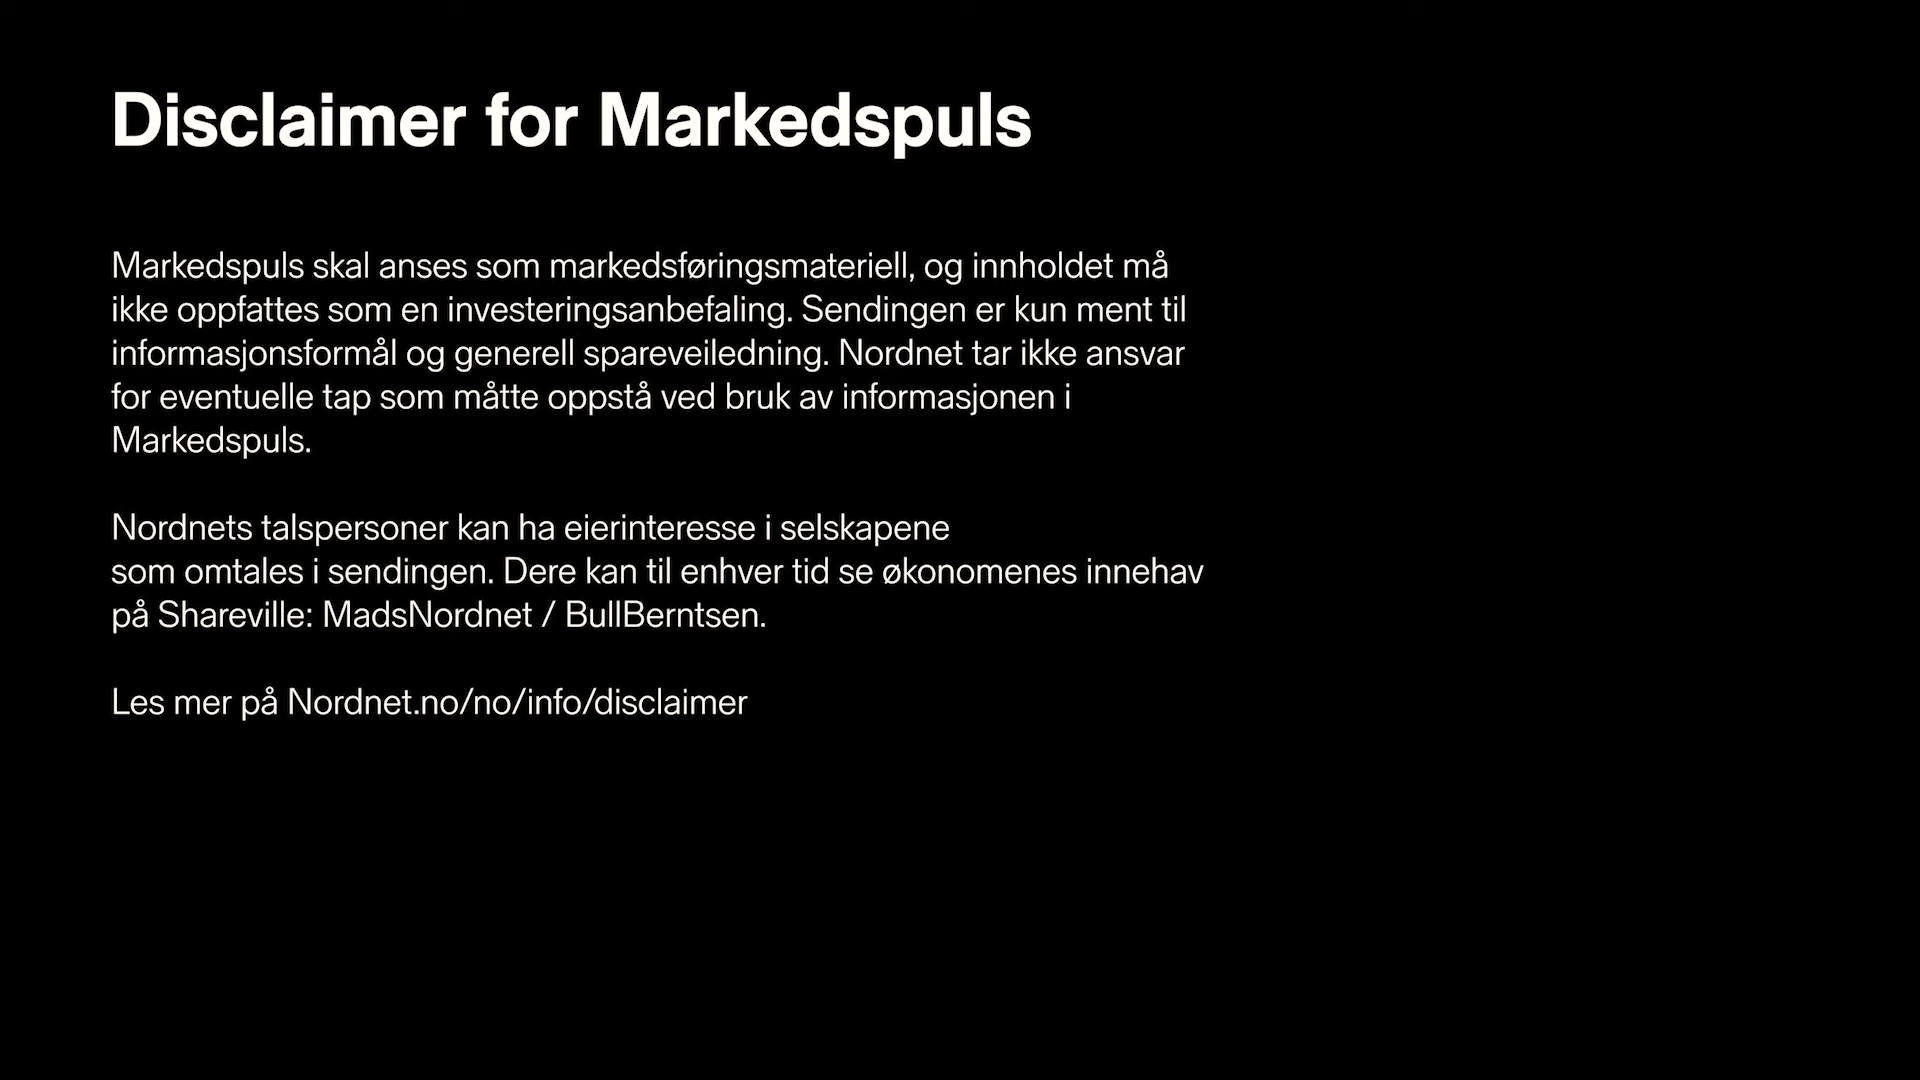 Disclaimer for Markedspuls
Markedspuls skal anses som markedsføringsmateriell, og innholdet må
ikke oppfattes som en investeringsanbefaling. Sendingen er kun ment til
informasjonsformål og generell spareveiledning. Nordnet tar ikke ansvar
for eventuelle tap som måtte oppstå ved bruk av informasjonen i
Markedspuls.
Nordnets talspersoner kan ha eierinteresse i selskapene
som omtales i sendingen. Dere kan til enhver tid se økonomenes innehav
på Shareville: MadsNordnet / BullBerntsen.
Les mer på Nordnet.no/no/info/disclaimer